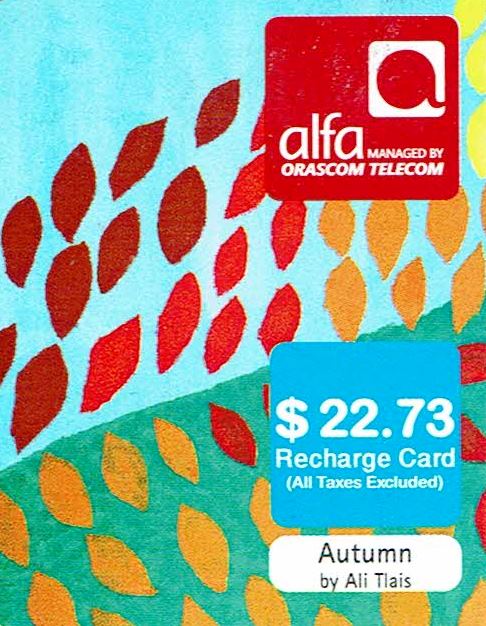 alfa MANAGED BY
ORASCOM TELECOM
$ 22.73
Recharge Card
(All Taxes Excluded)
Autumn
by Ali Tlais